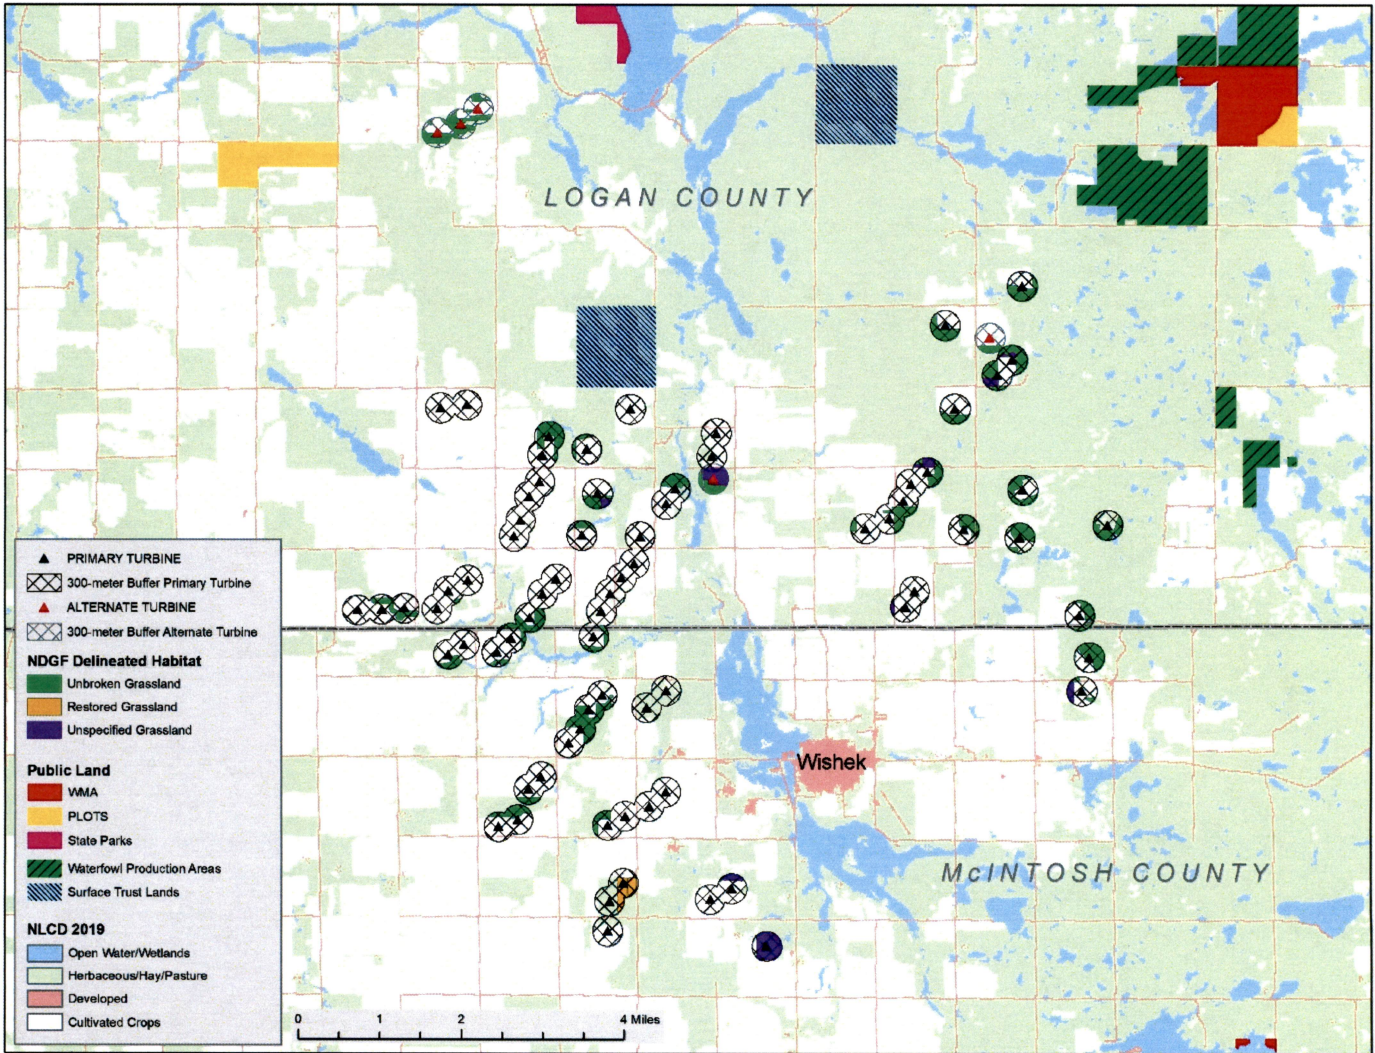 LOGAN COUNTY
PRIMARY TURBINE
300-meter Buffer Primary Turbine
ALTERNATE TURBINE
300-meter Buffer Alternate Turbine
NDGF Delineated Habitat
Unbroken Grassland
Restored Grassland
Unspecified Grassland
Public Land
WMA
PLOTS
State Parks
Waterfowl Production Areas
Surface Trust Lands
NLCD 2019
Open Water/Wetlands
Herbaceous/Hay/Pasture
Developed
Cultivated Crops
Wishek
McINTOSH COUNTY
0 1 2 4 Miles